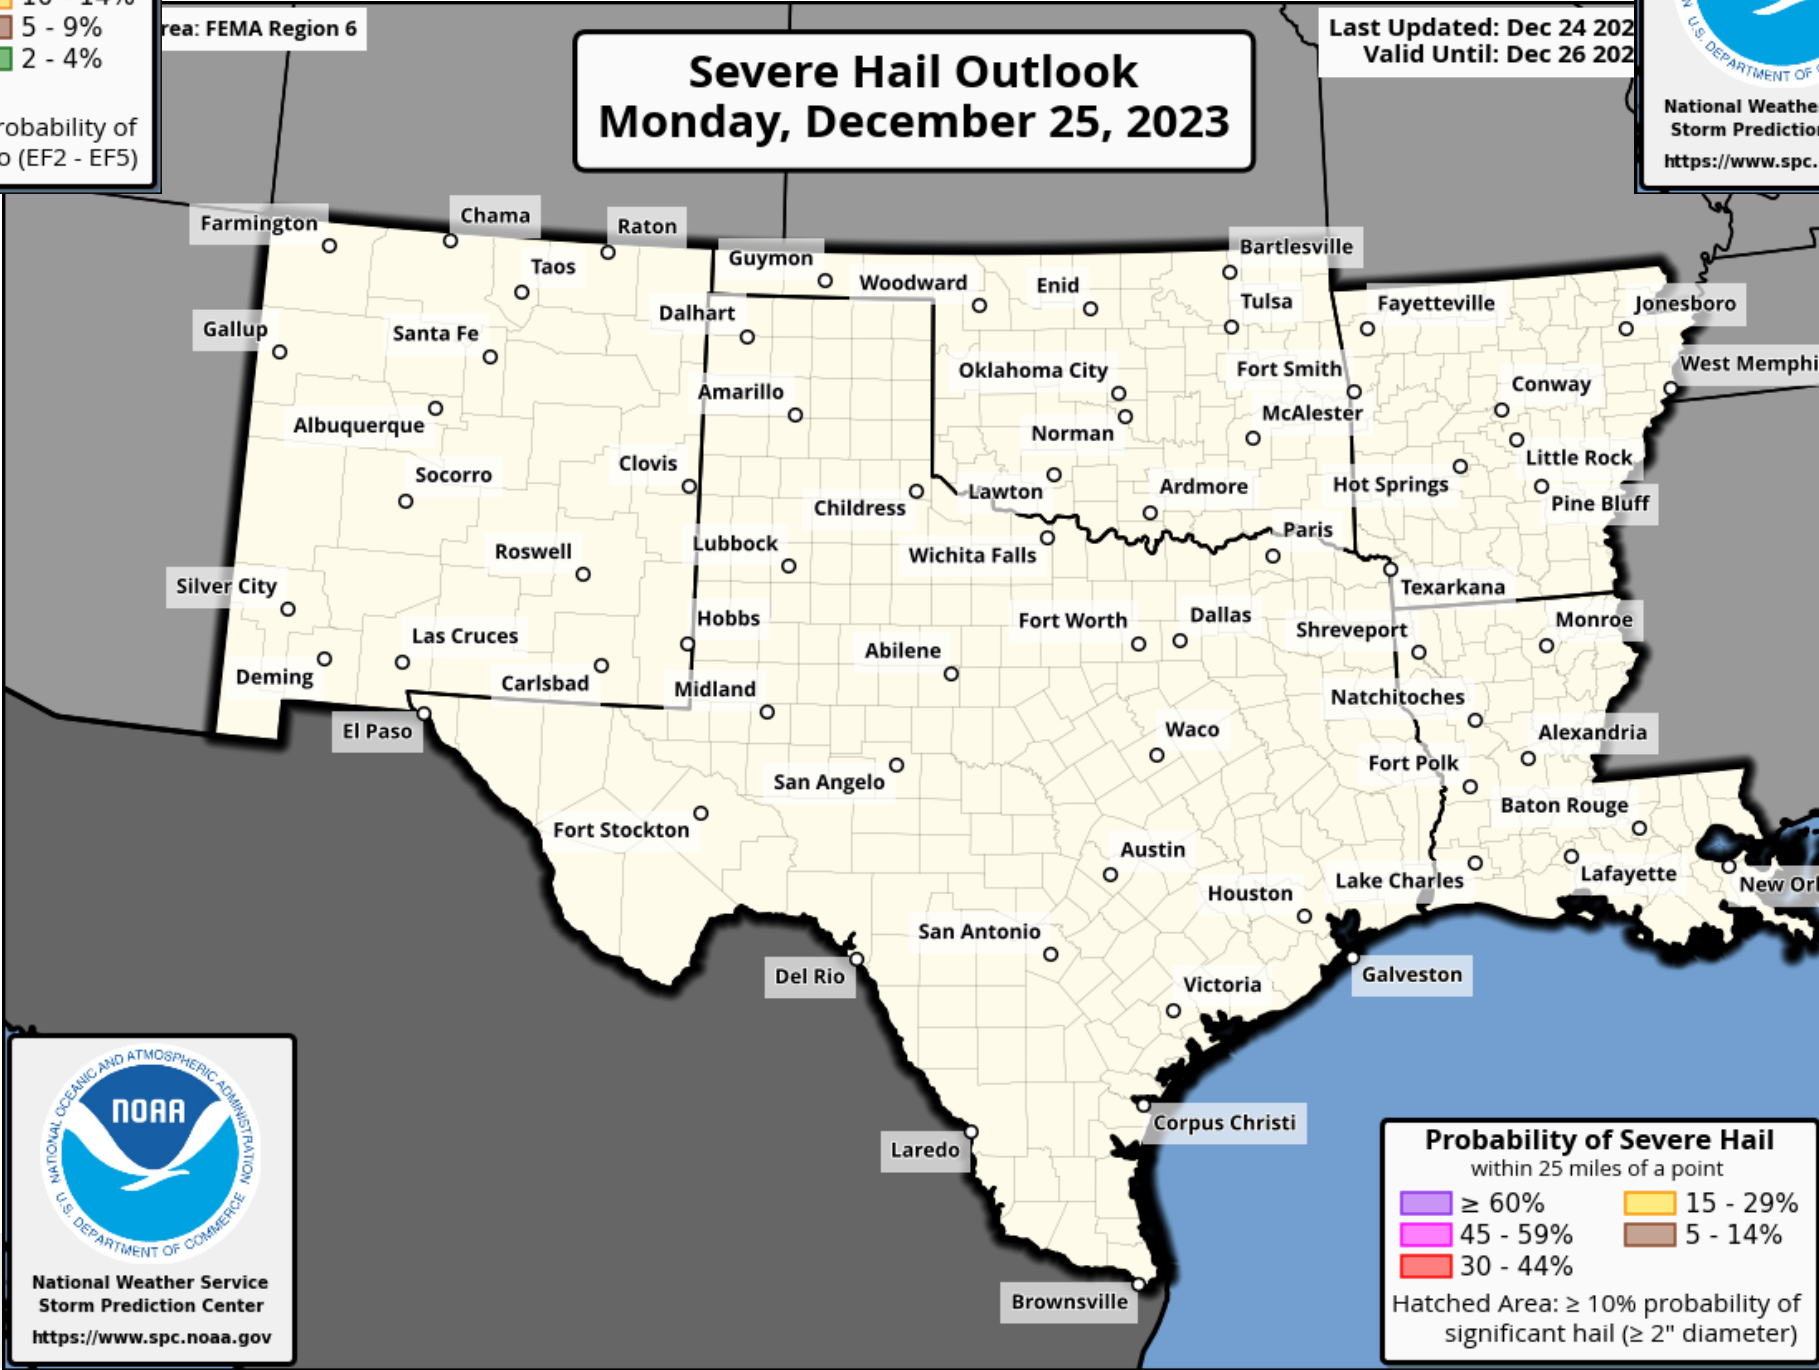 5 - 9%
2 - 4%
robability of
o (EF2 - EF5)
rea: FEMA Region 6
Severe Hail Outlook
Monday, December 25, 2023
Last Updated: Dec 24 202
Valid Until: Dec 26 202
U.S. DEPARTMENT OF
National Weathe
Storm Prediction
https://www.spc.
Farmington
Chama
Raton
Taos
Guymon
Woodward
Enid
Bartlesville
Tulsa
Fayetteville
Jonesboro
Gallup
Santa Fe
Dalhart
Oklahoma City
Fort Smith
West Memphi
Amarillo
Conway
Albuquerque
Norman
McAlester
Socorro
Clovis
Little Rock
Childress
Lawton
Ardmore
Hot Springs
Pine Bluff
Roswell
Lubbock
Wichita Falls
Paris
Silver City
Texarkana
Las Cruces
Hobbs
Fort Worth
Dallas
Shreveport
Monroe
Deming
Carlsbad
Midland
Abilene
Natchitoches
El Paso
Waco
Alexandria
San Angelo
Fort Polk
Fort Stockton
Baton Rouge
Austin
Houston
Lake Charles
Lafayette
New Orl
San Antonio
Del Rio
Victoria
Galveston
Corpus Christi
Laredo
Brownsville
NATIONAL OCEANIC AND ATMOSPHERIC ADMINISTRATION
NOAA
U.S. DEPARTMENT OF COMMERCE
National Weather Service
Storm Prediction Center
https://www.spc.noaa.gov
Probability of Severe Hail
within 25 miles of a point
≥ 60%
15 - 29%
45 - 59%
5 - 14%
30 - 44%
Hatched Area: ≥ 10% probability of
significant hail (≥ 2" diameter)